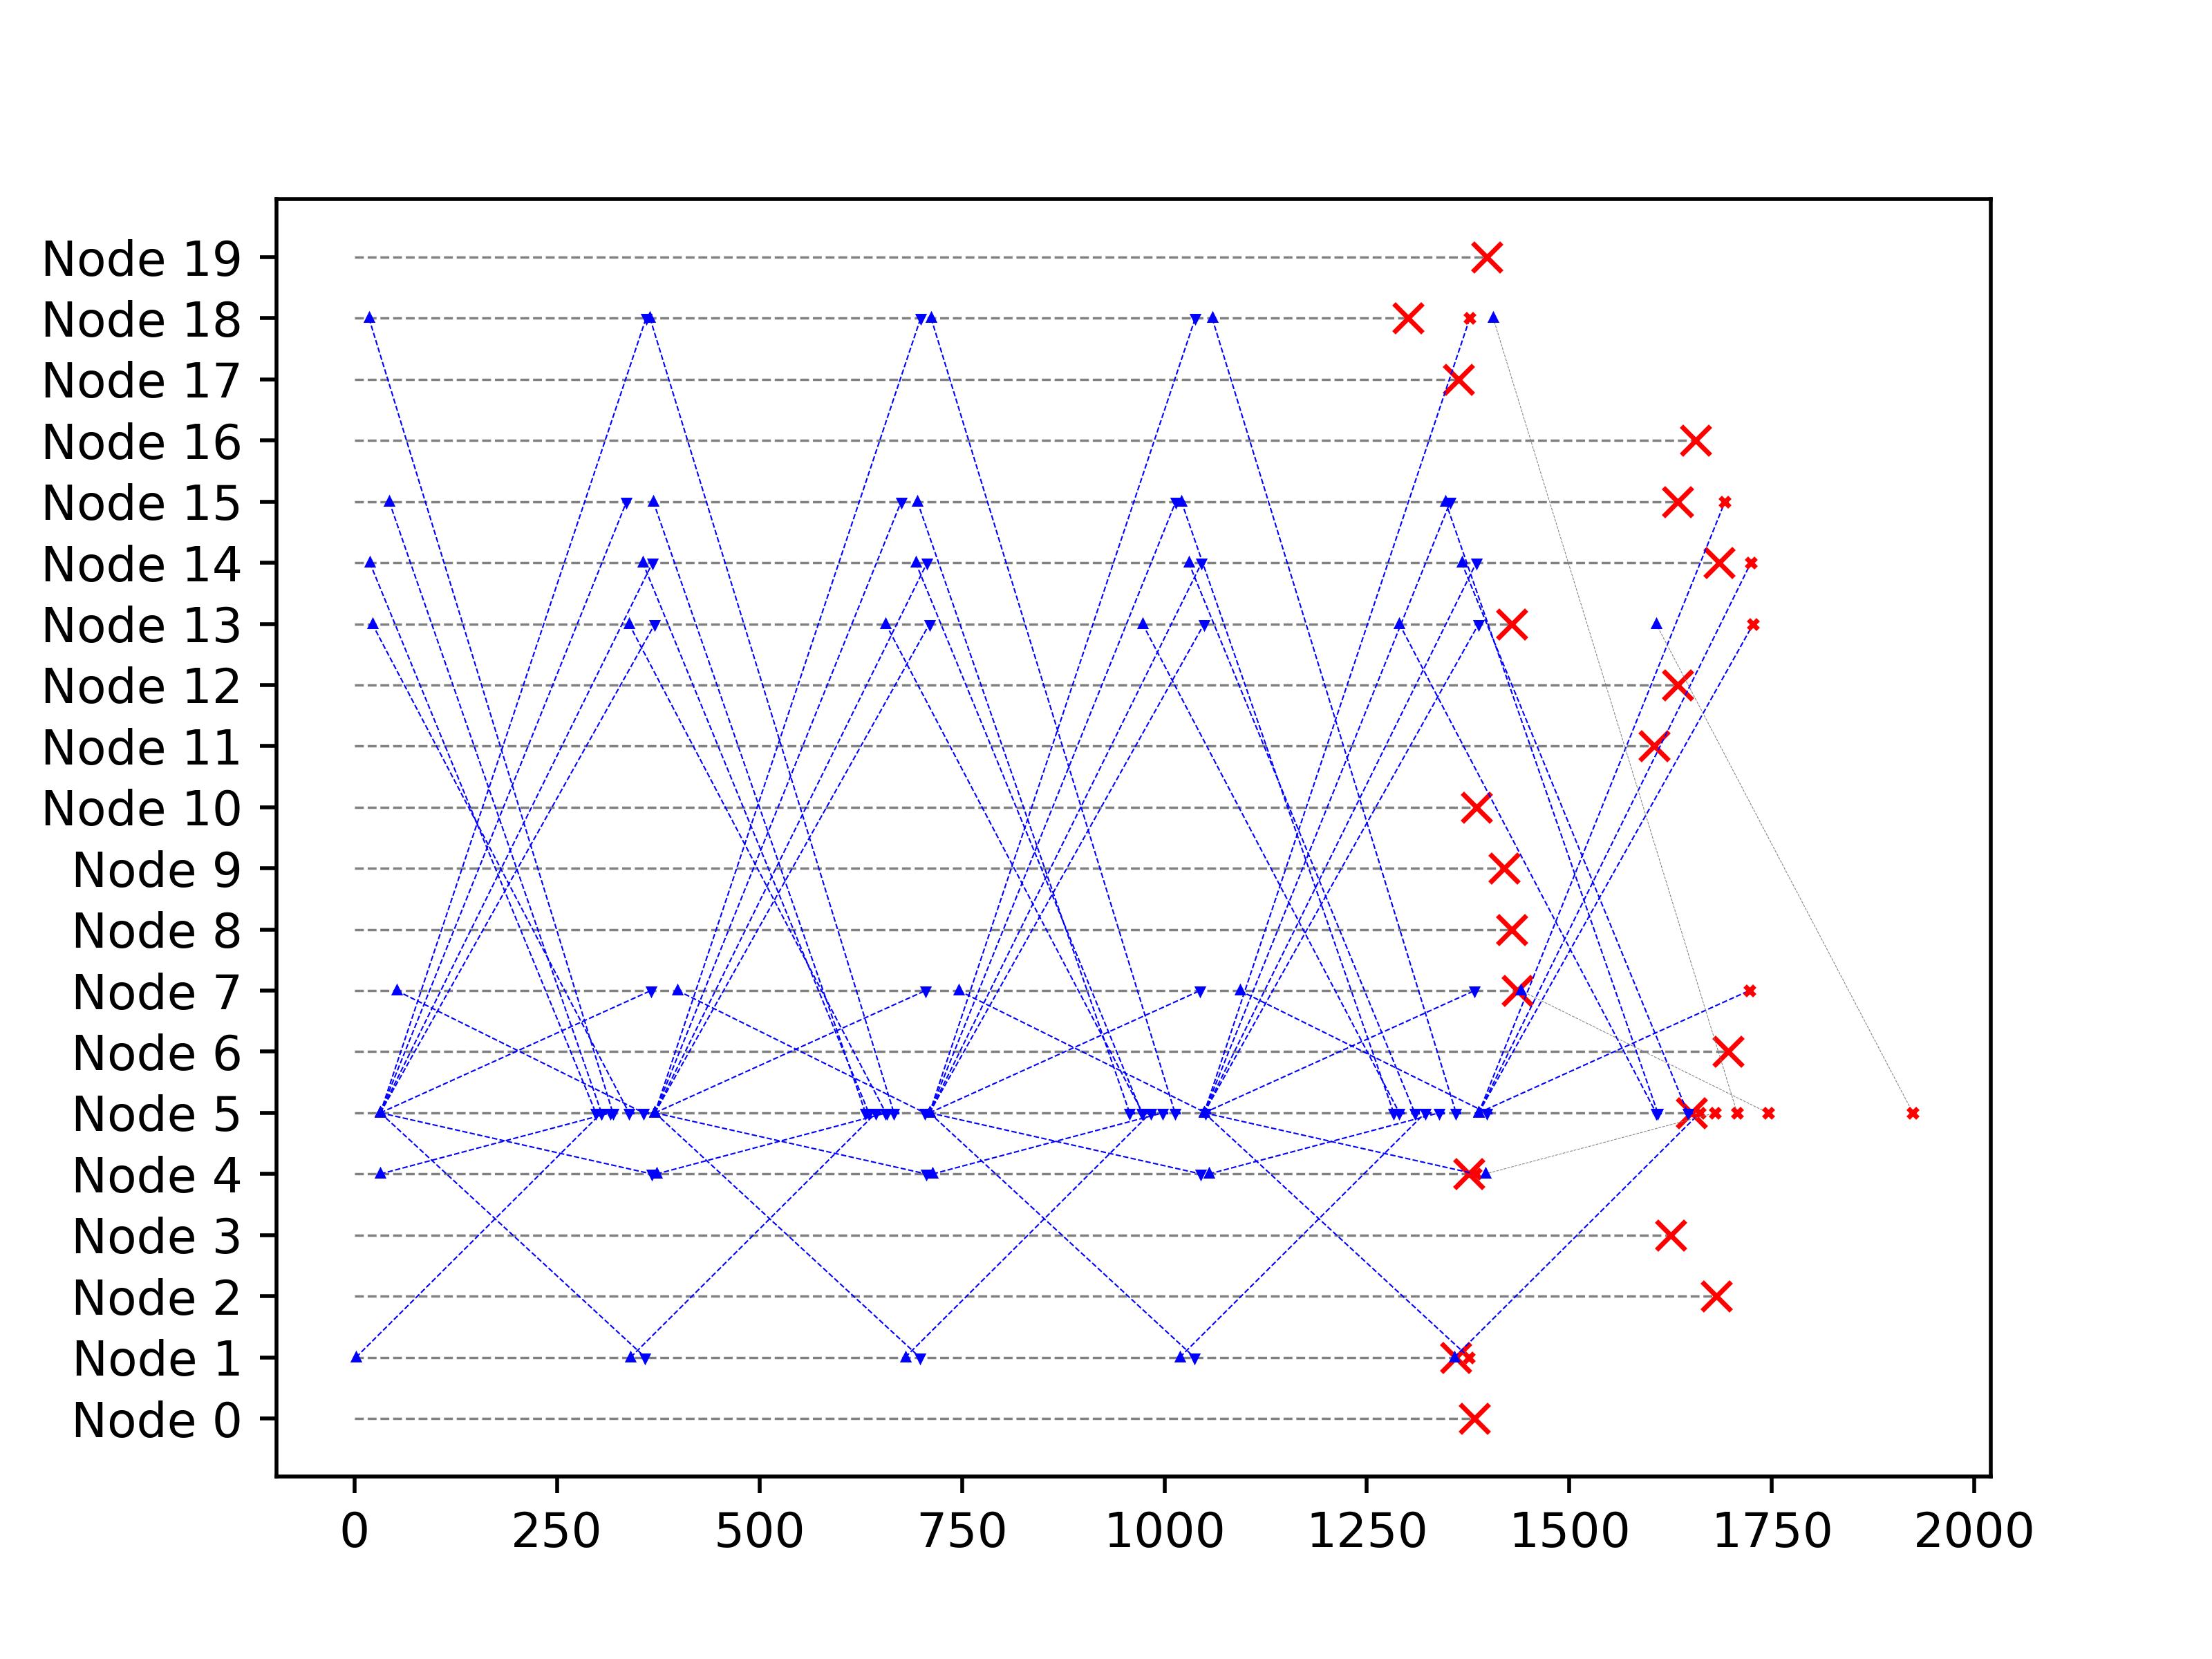 Node 19
Node 18
Node 17
Node 16
Node 15
Node 14
Node 13
Node 12
Node 11
Node 10
Node 9
Node 8
Node 7
Node 6
Node 5
Node 4
Node 3
Node 2
Node 1
Node 0
0 250 500 750 1000 1250 1500 1750 2000